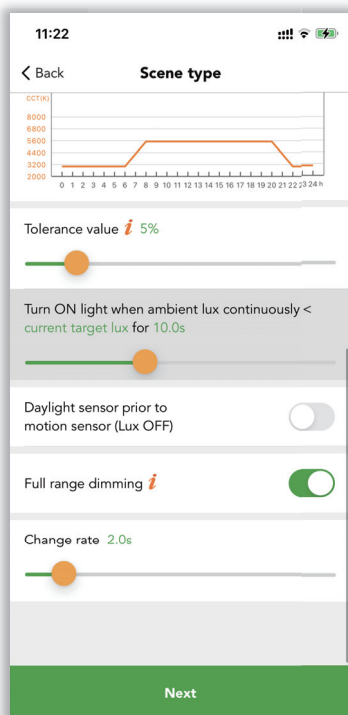 11:22
Back
Scene type
CCT(K)
8000
6800
5600
4400
3200
2000
0 1 2 3 4 5 6 7 8 9 10 11 12 13 14 15 16 17 18 19 20 21 22 23 24 h
Tolerance value i 5%
Turn ON light when ambient lux continuously <
current target lux for 10.0s
Daylight sensor prior to
motion sensor (Lux OFF)
Full range dimming i
Change rate 2.0s
Next